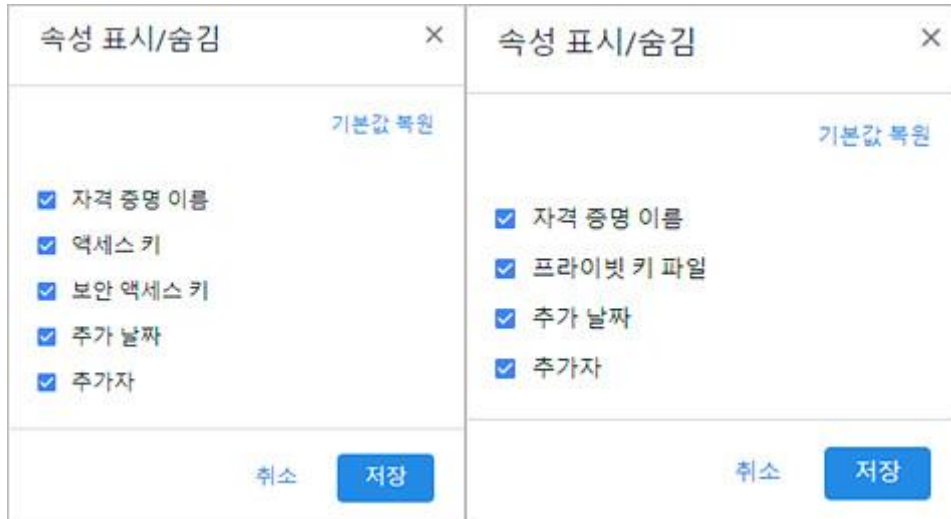 속성 표시/숨김
기본값 복원
자격 증명 이름
액세스 키
보안 액세스 키
추가 날짜
추가자
취소
저장
속성 표시/숨김
기본값 복원
자격 증명 이름
프라이빗 키 파일
추가 날짜
추가자
취소
저장